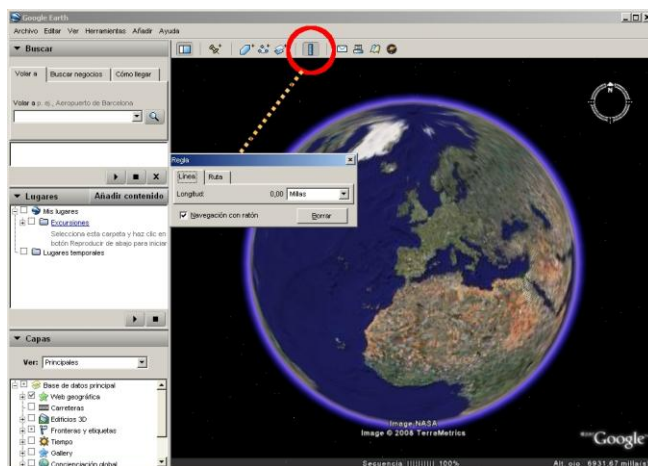 Google Earth
Archivo Editar Ver Herramientas Añadir Ayuda
Buscar
Volar a Buscar negocios Cómo llegar
Volar a p. ej., Aeropuerto de Barcelona
Lugares Añadir contenido
Mis lugares
Excursiones
Selecciona esta carpeta y haz clic en
botón Reproducir de abajo para iniciar
Lugares temporales
Capas
Ver: Principales
Base de datos principal
Web geográfica
Carreteras
Edificios 3D
Fronteras y etiquetas
Tiempo
Gallery
Concienciación global
Regla
Línea Ruta
Longitud: 0,00 Millas
Navegación con ratón Borrar
N
Image NASA
Image © 2006 TerraMetrics
Google
Secuencia 100%
Alt. ojo 6931.67 millas